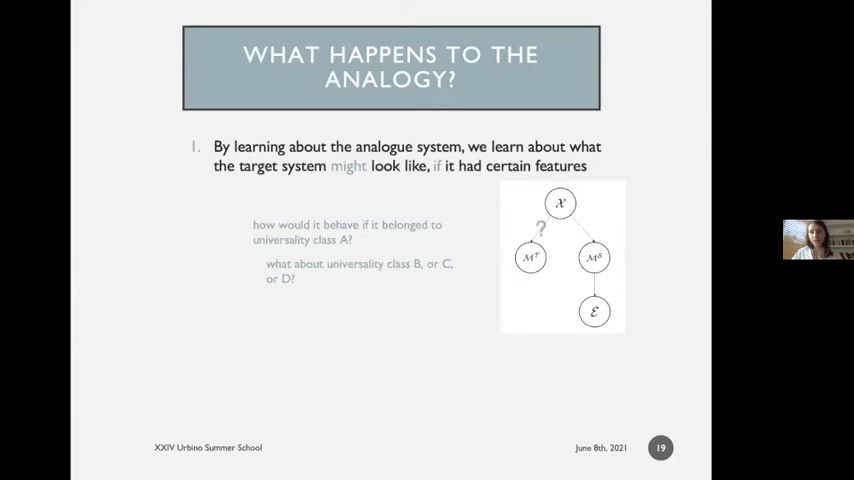 WHAT HAPPENS TO THE
ANALOGY?
1. By learning about the analogue system, we learn about what
the target system might look like, if it had certain features
how would it behave if it belonged to
universality class A?
what about universality class B, or C,
or D?
X
?
M^T
M^S
E
XXIV Urbino Summer School
June 8th, 2021
19